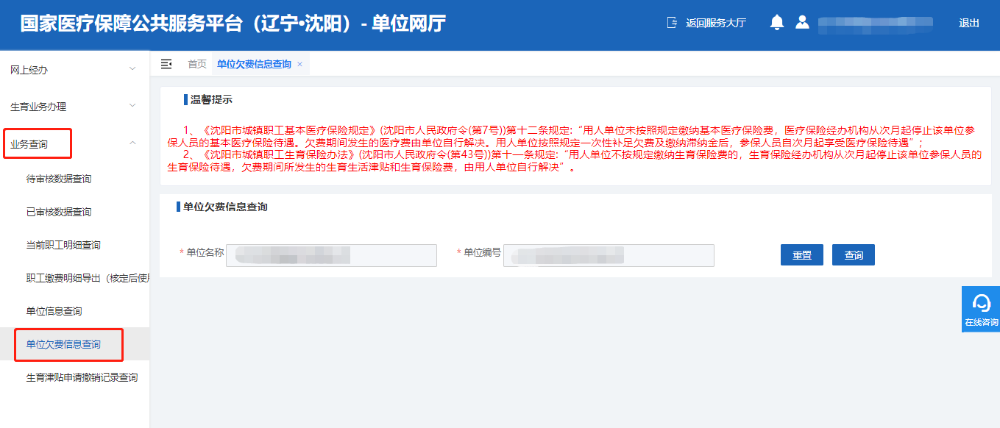 国家医疗保障公共服务平台（辽宁•沈阳）- 单位网厅
返回服务大厅
退出
网上经办
生育业务办理
业务查询
待审核数据查询
已审核数据查询
当前职工明细查询
职工缴费明细导出（核定后使用
单位信息查询
单位欠费信息查询
生育津贴申请撤销记录查询
首页 单位欠费信息查询 ×
温馨提示
1、《沈阳市城镇职工基本医疗保险规定》(沈阳市人民政府令(第7号))第十二条规定:“用人单位未按照规定缴纳基本医疗保险费，医疗保险经办机构从次月起停止该单位参
保人员的基本医疗保险待遇。欠费期间发生的医疗费由单位自行解决。用人单位按照规定一次性补足欠费及缴纳滞纳金后，参保人员自次月起享受医疗保险待遇”；
2、《沈阳市城镇职工生育保险办法》(沈阳市人民政府令(第43号))第十一条规定:“用人单位不按规定缴纳生育保险费的，生育保险经办机构从次月起停止该单位参保人员的
生育保险待遇，欠费期间所发生的生育生活津贴和生育保险费，由用人单位自行解决”。
单位欠费信息查询
* 单位名称
* 单位编号
重置
查询
在线咨询